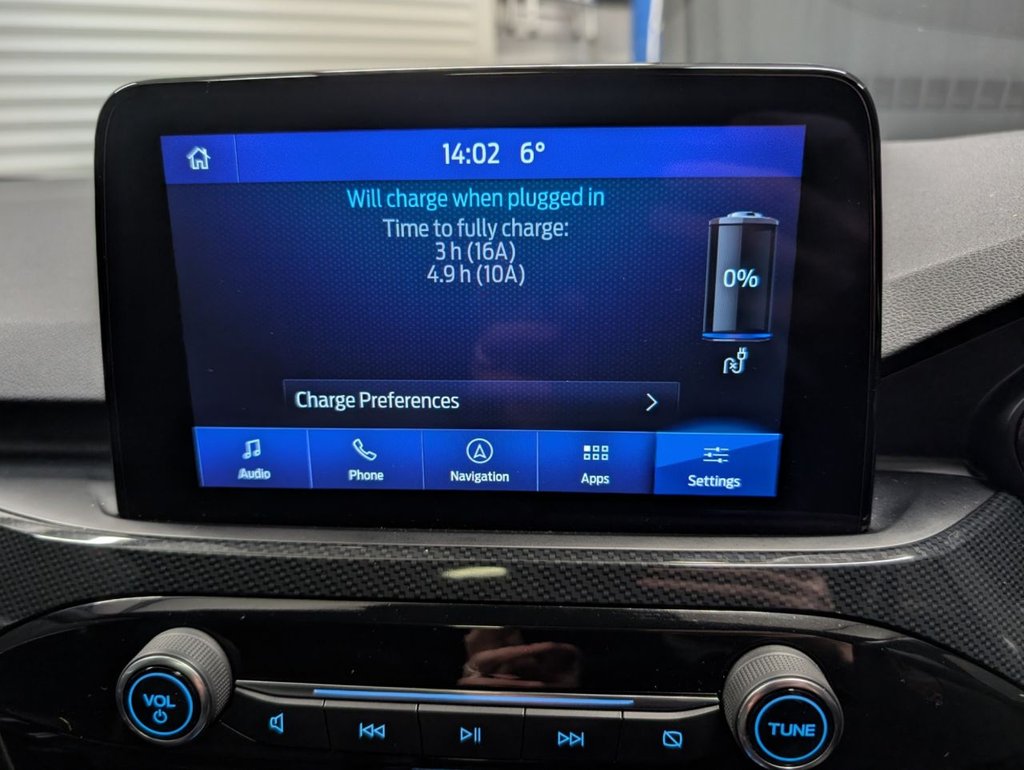 14:02 6°
Will charge when plugged in
Time to fully charge:
3 h (16A)
4.9 h (10A)
0%
Charge Preferences
Audio Phone Navigation Apps Settings
VOL
TUNE